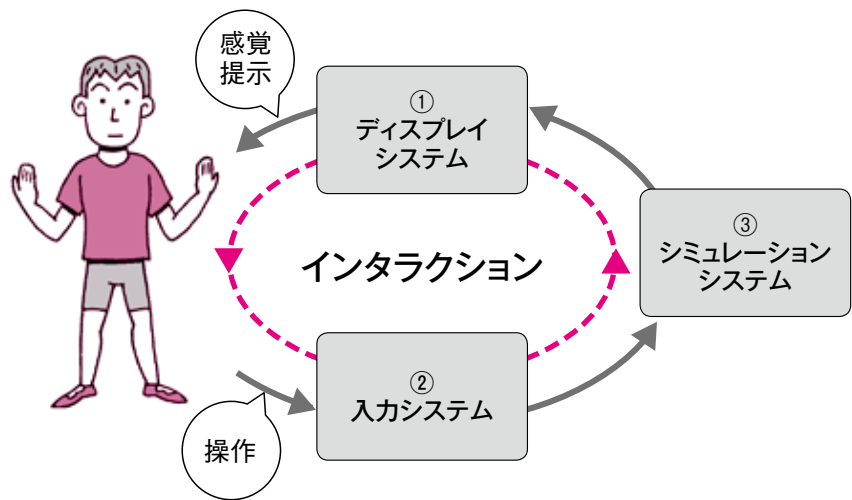 感覚
提示
①
ディスプレイ
システム
③
シミュレーション
システム
インタラクション
②
入力システム
操作